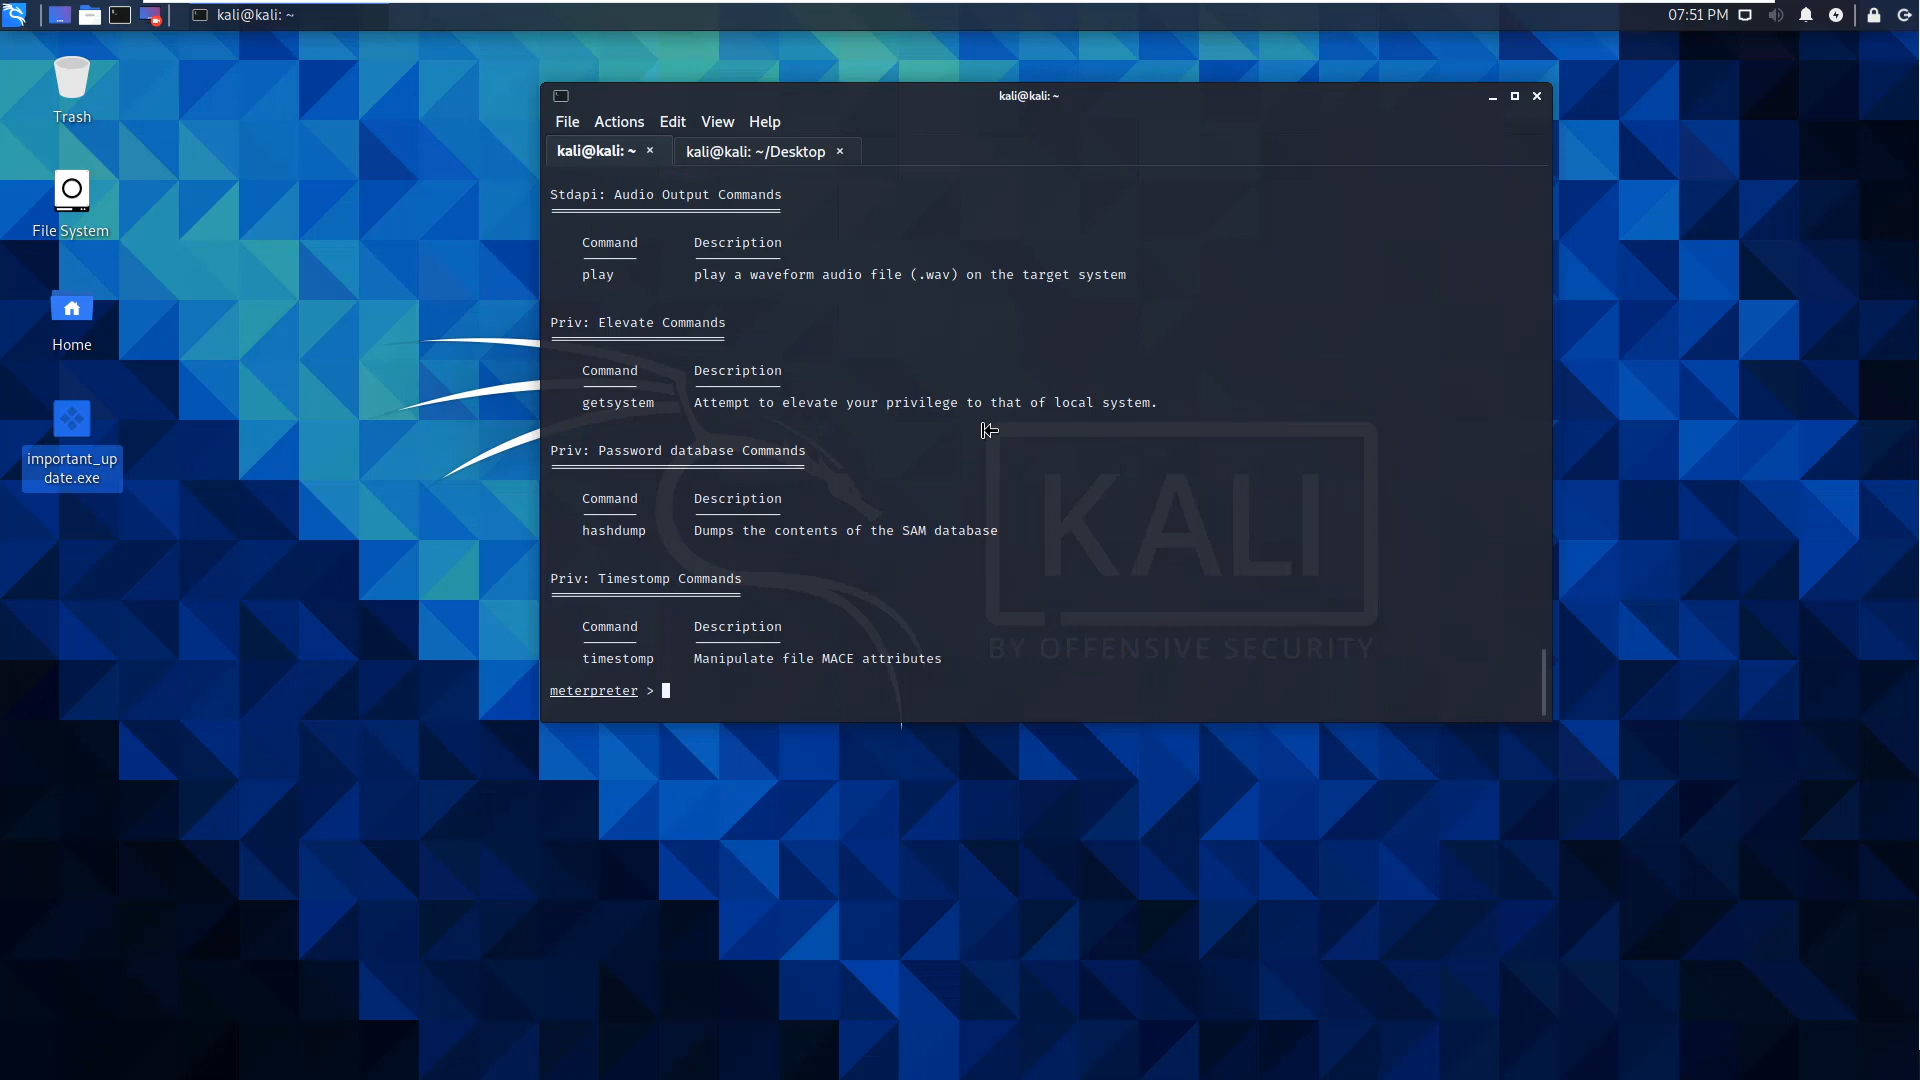 kali@kali: ~
07:51 PM
Trash
File System
Home
important_up
date.exe
kali@kali: ~
File Actions Edit View Help
kali@kali: ~ × kali@kali: ~/Desktop ×
Stdapi: Audio Output Commands
Command Description
play play a waveform audio file (.wav) on the target system
Priv: Elevate Commands
Command Description
getsystem Attempt to elevate your privilege to that of local system.
Priv: Password database Commands
Command Description
hashdump Dumps the contents of the SAM database
Priv: Timestomp Commands
Command Description
timestomp Manipulate file MACE attributes
meterpreter >
KALI
BY OFFENSIVE SECURITY